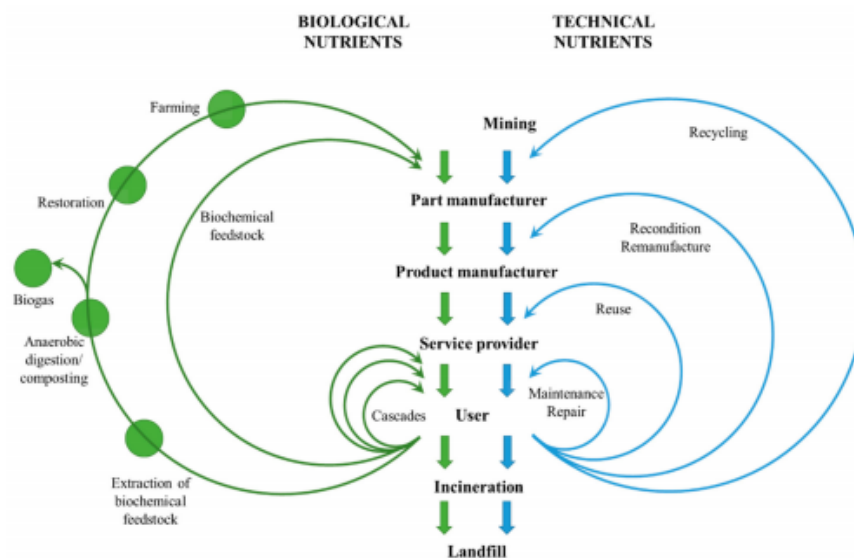 BIOLOGICAL
NUTRIENTS
TECHNICAL
NUTRIENTS
Farming
Mining
Recycling
Restoration
Part manufacturer
Biochemical
feedstock
Recondition
Remanufacture
Biogas
Product manufacturer
Reuse
Anaerobic
digestion/
composting
Service provider
Cascades
User
Maintenance
Repair
Extraction of
biochemical
feedstock
Incineration
Landfill